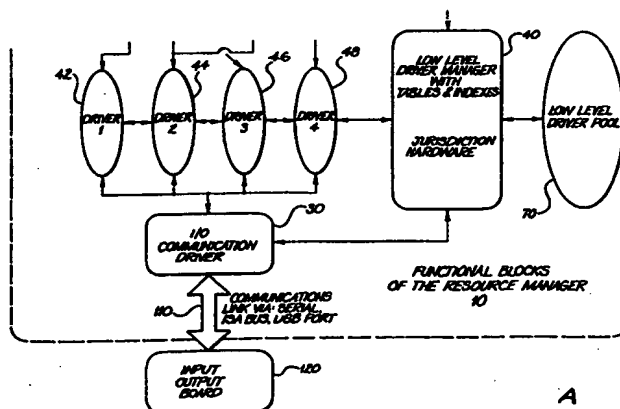 42
44
46
48
40
DRIVER
1
DRIVER
2
DRIVER
3
DRIVER
4
LOW LEVEL
DRIVER MANAGER
WITH
TABLES & INDEXES
JURISDICTION
HARDWARE
LOW LEVEL
DRIVER POOL
70
30
I/O
COMMUNICATION
DRIVER
FUNCTIONAL BLOCKS
OF THE RESOURCE MANAGER
10
110
COMMUNICATIONS
LINK VIA: SERIAL,
ISA BUS, USB PORT
INPUT
OUTPUT
BOARD
120
A